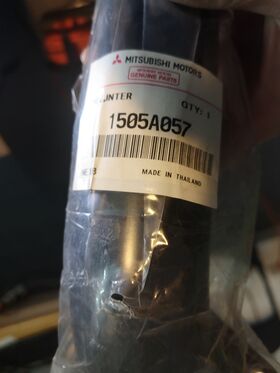 MITSUBISHI MOTORS
GENUINE PARTS
QTY: 1
1505A057
MADE IN THAILAND